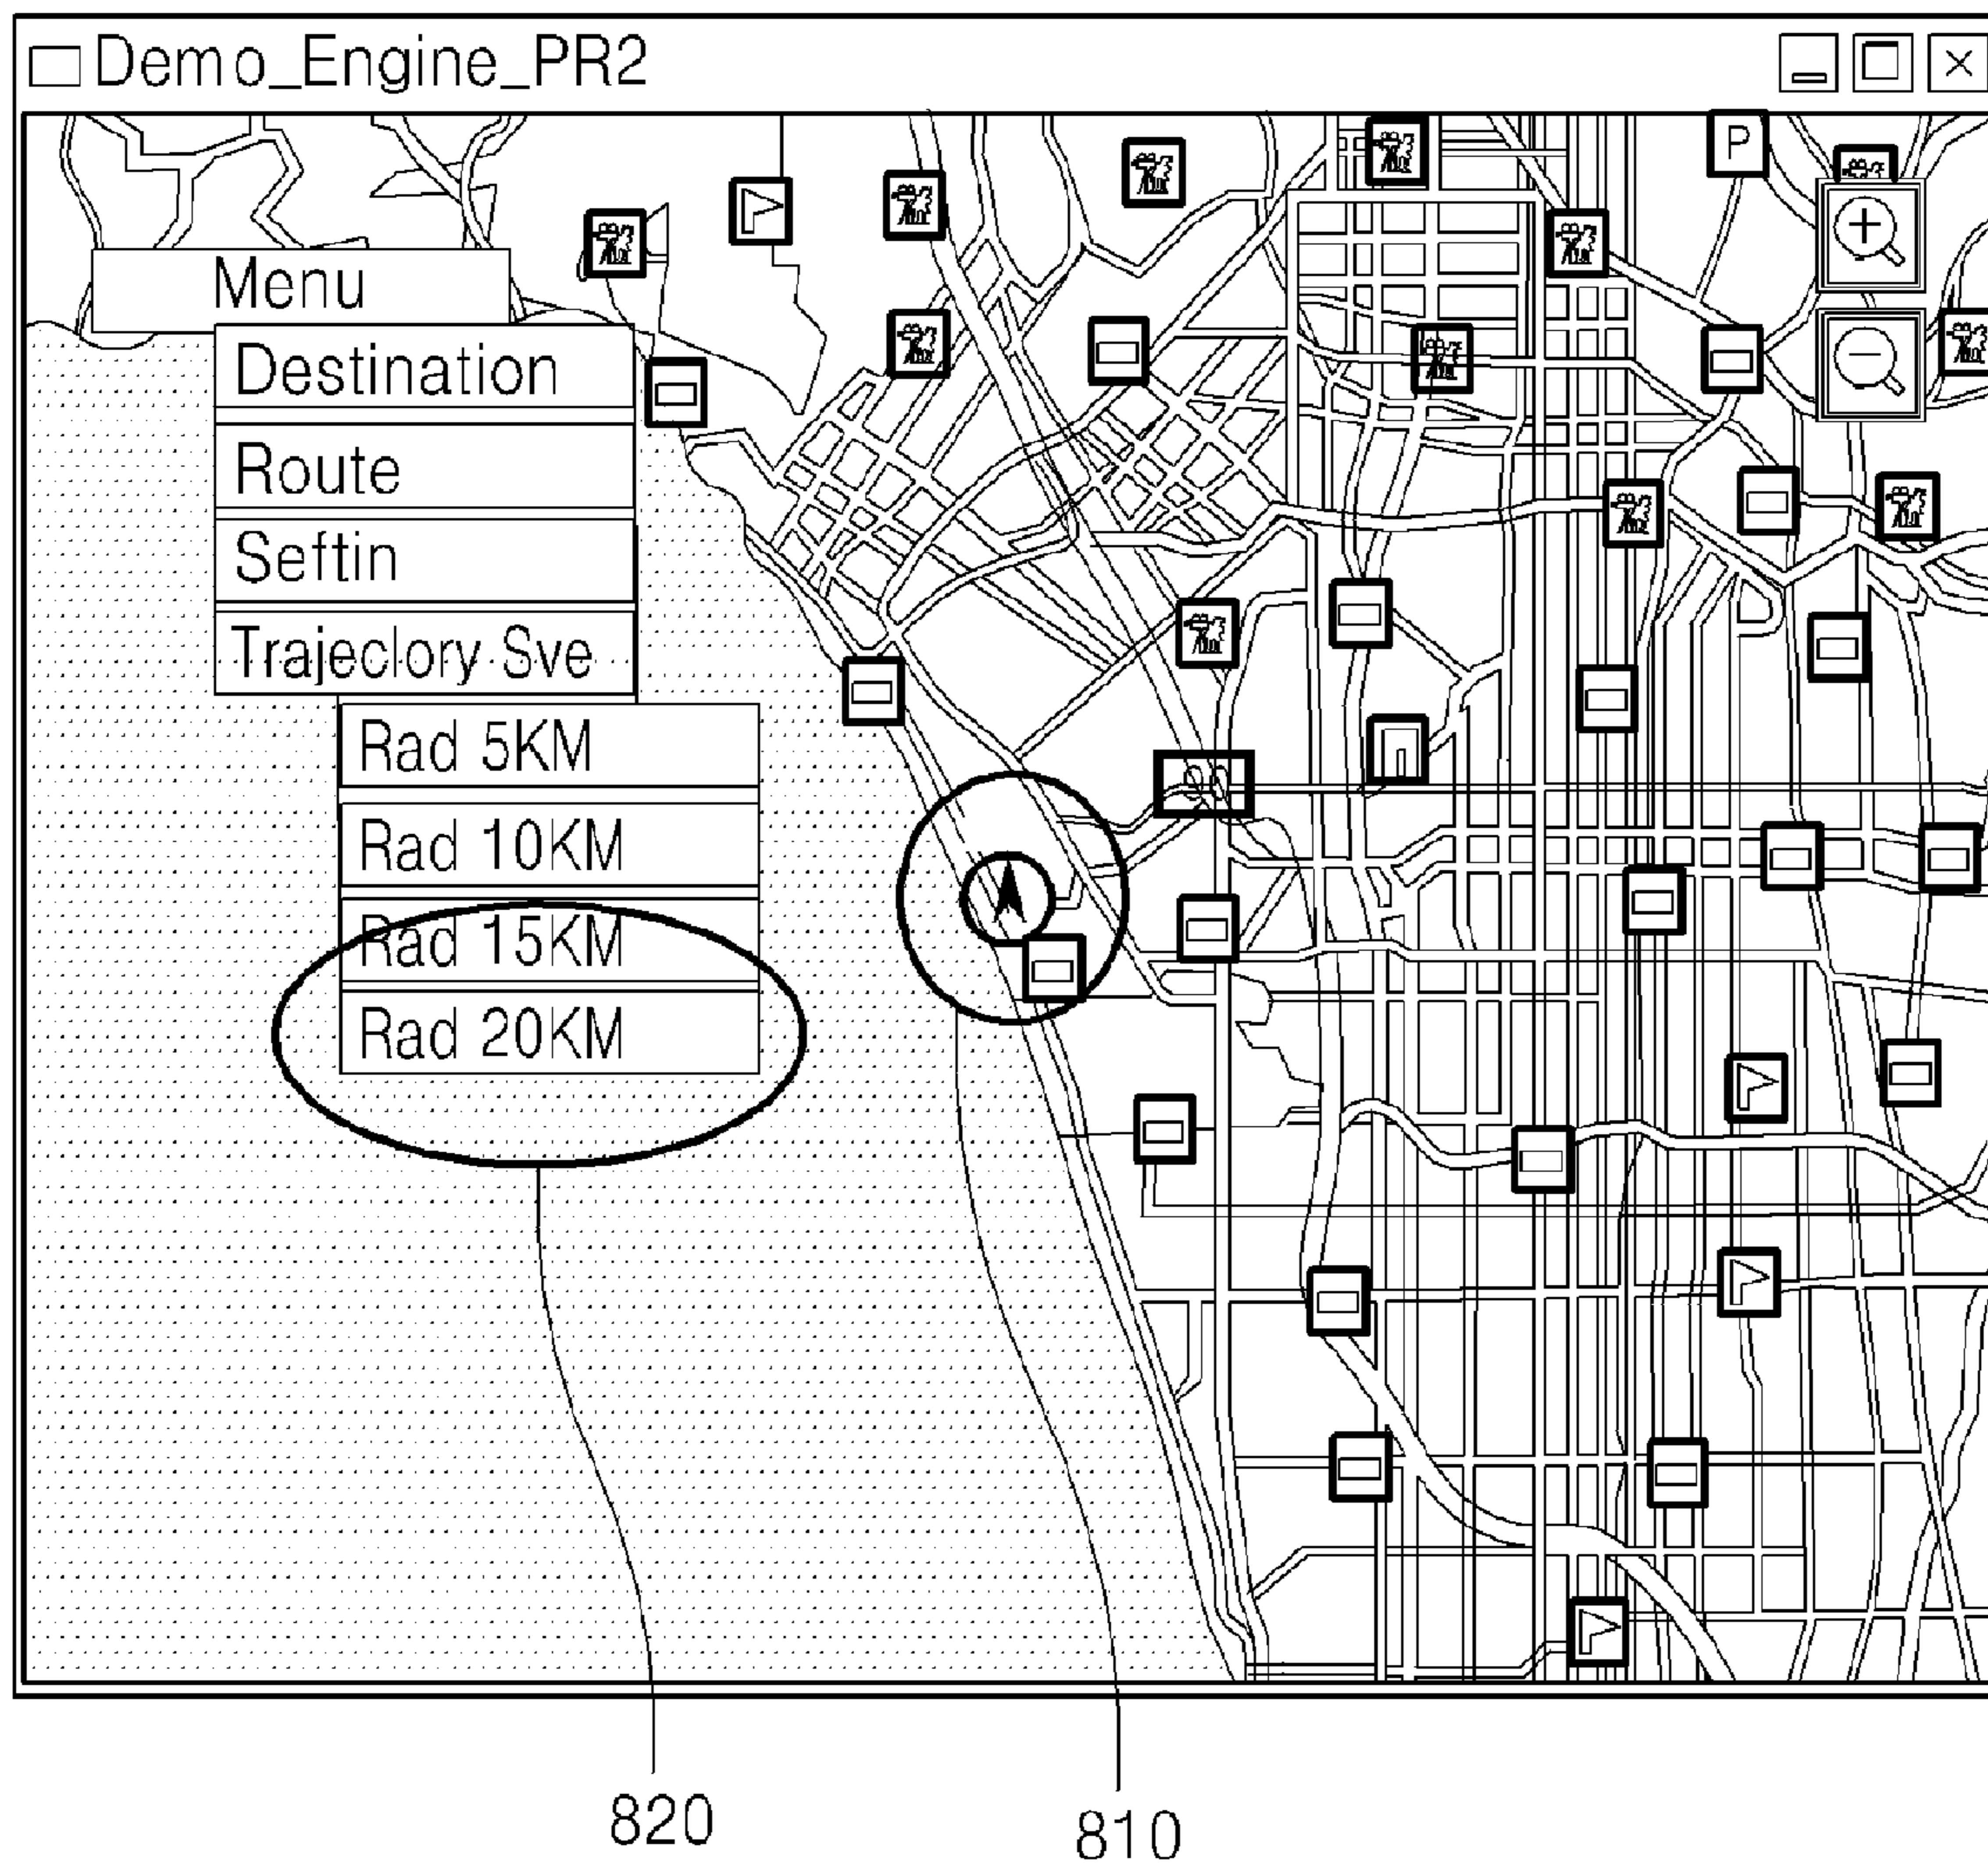 Demo_Engine_PR2
P
Menu
Destination
Route
Seftin
Trajeclory Sve
Rad 5KM
Rad 10KM
Rad 15KM
Rad 20KM
820
810